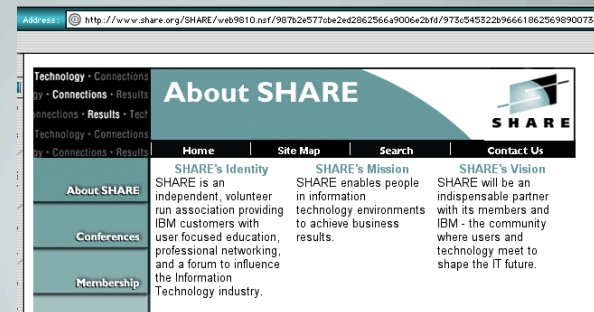 Address: @ http://www.share.org/SHARE/web9810.nsf/987b2e577cbe2ed2862566a9006e2bfd/973c545322b96661862569890073
Technology • Connections
gy • Connections • Results
onnections • Results • Tech
Technology • Connections
gy • Connections • Results
About SHARE
SHARE
Home | Site Map | Search | Contact Us
About SHARE
Conferences
Membership
SHARE's Identity
SHARE is an
independent, volunteer
run association providing
IBM customers with
user focused education,
professional networking,
and a forum to influence
the Information
Technology industry.
SHARE's Mission
SHARE enables people
in information
technology environments
to achieve business
results.
SHARE's Vision
SHARE will be an
indispensable partner
with its members and
IBM - the community
where users and
technology meet to
shape the IT future.